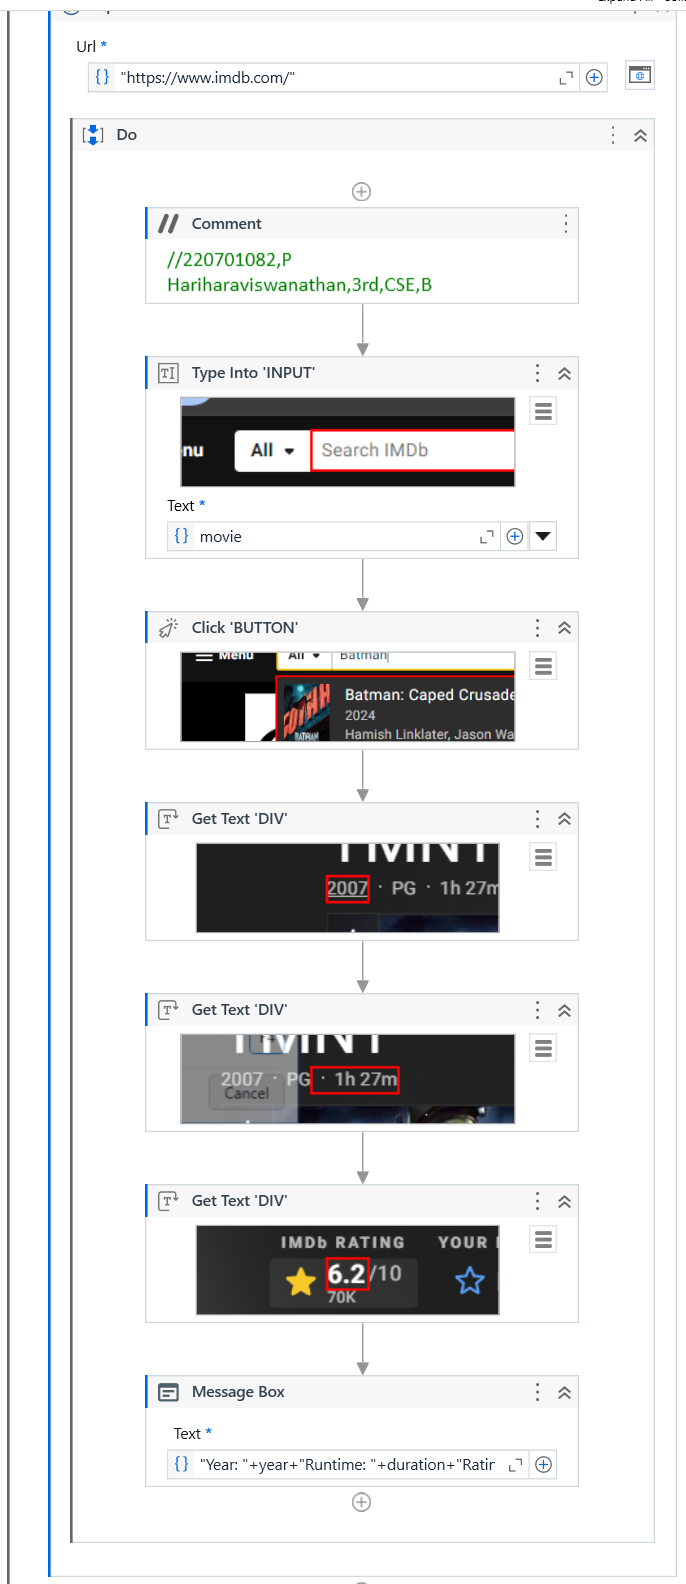 Url *
"https://www.imdb.com/"
Do
Comment
//220701082,P
Hariharaviswanathan,3rd,CSE,B
Type Into 'INPUT'
nu All Search IMDb
Text *
movie
Click 'BUTTON'
Menu All Batman
Batman: Caped Crusade
2024
Hamish Linklater, Jason Wa
Get Text 'DIV'
TMNT
2007 · PG · 1h 27m
Get Text 'DIV'
TMNT
2007 · PG · 1h 27m
Cancel
Get Text 'DIV'
IMDb RATING YOUR
6.2/10
70K
Message Box
Text *
"Year: "+year+"Runtime: "+duration+"Ratin